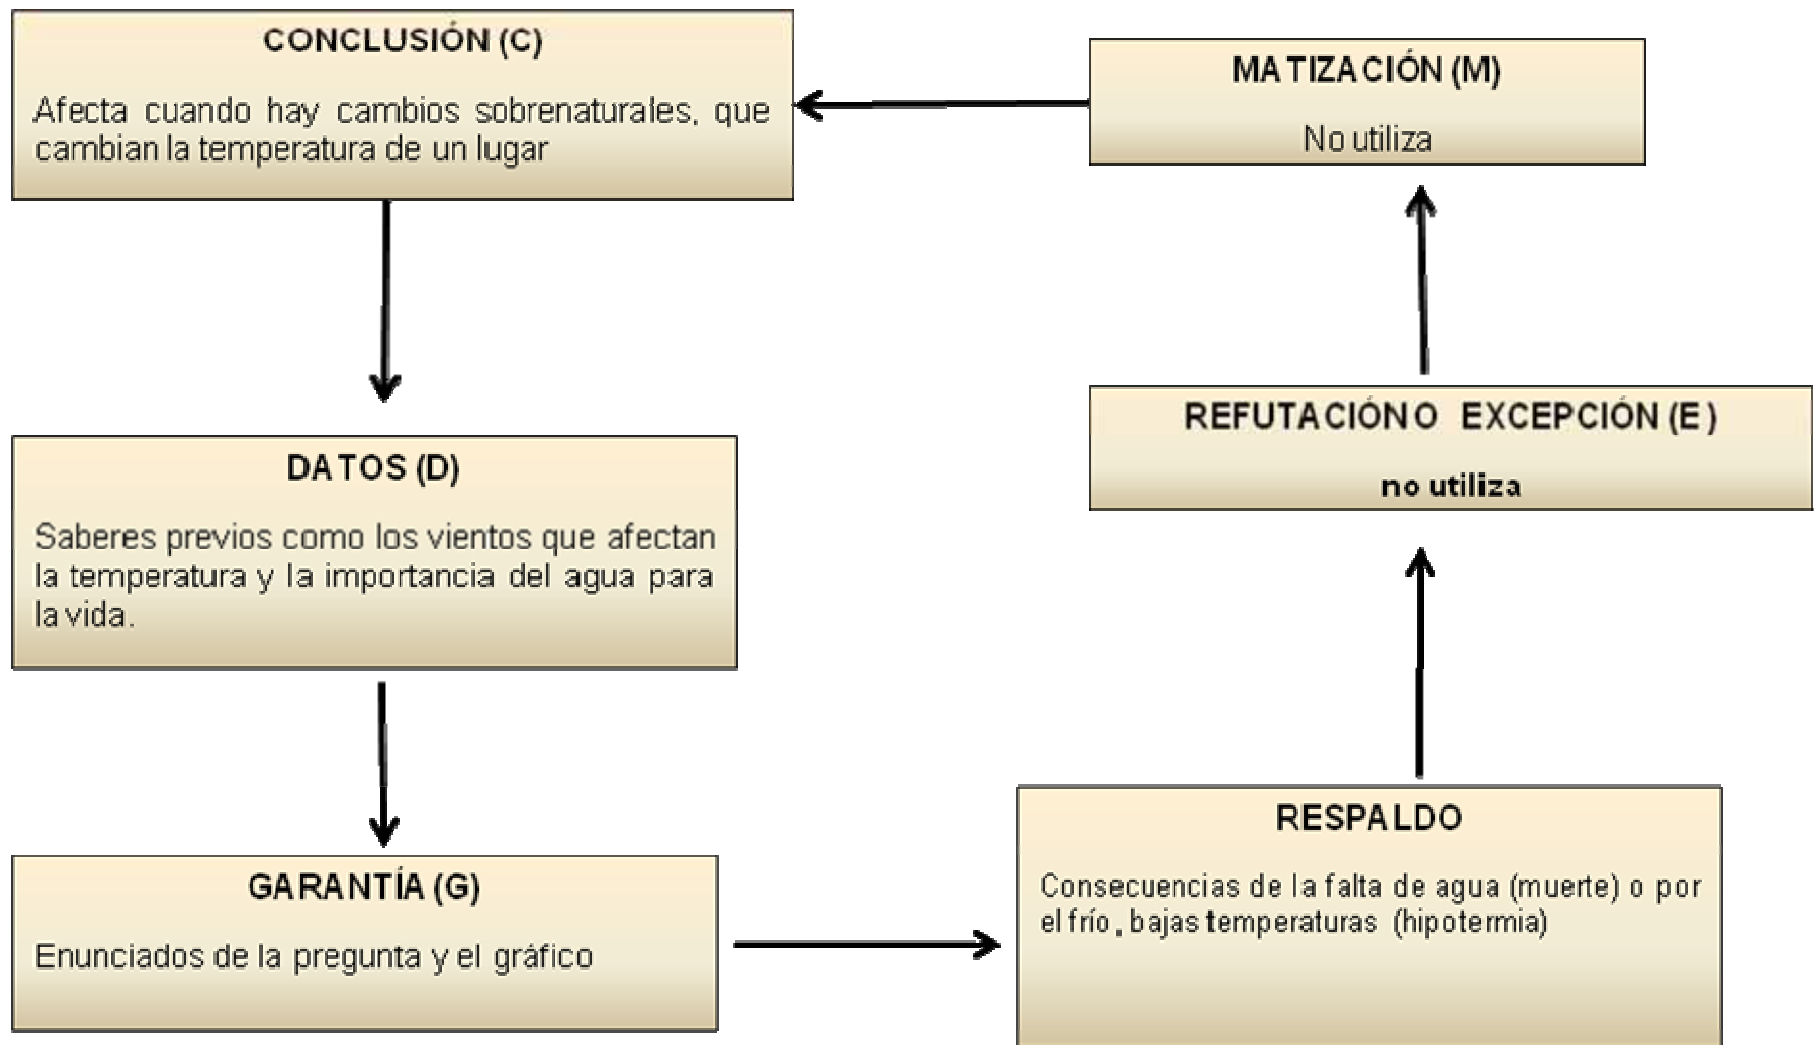 CONCLUSIÓN (C)
Afecta cuando hay cambios sobrenaturales, que
cambian la temperatura de un lugar
MATIZACIÓN (M)
No utiliza
REFUTACIÓN O EXCEPCIÓN (E)
no utiliza
DATOS (D)
Saberes previos como los vientos que afectan
la temperatura y la importancia del agua para
la vida.
GARANTÍA (G)
Enunciados de la pregunta y el gráfico
RESPALDO
Consecuencias de la falta de agua (muerte) o por
el frío, bajas temperaturas (hipotermia)